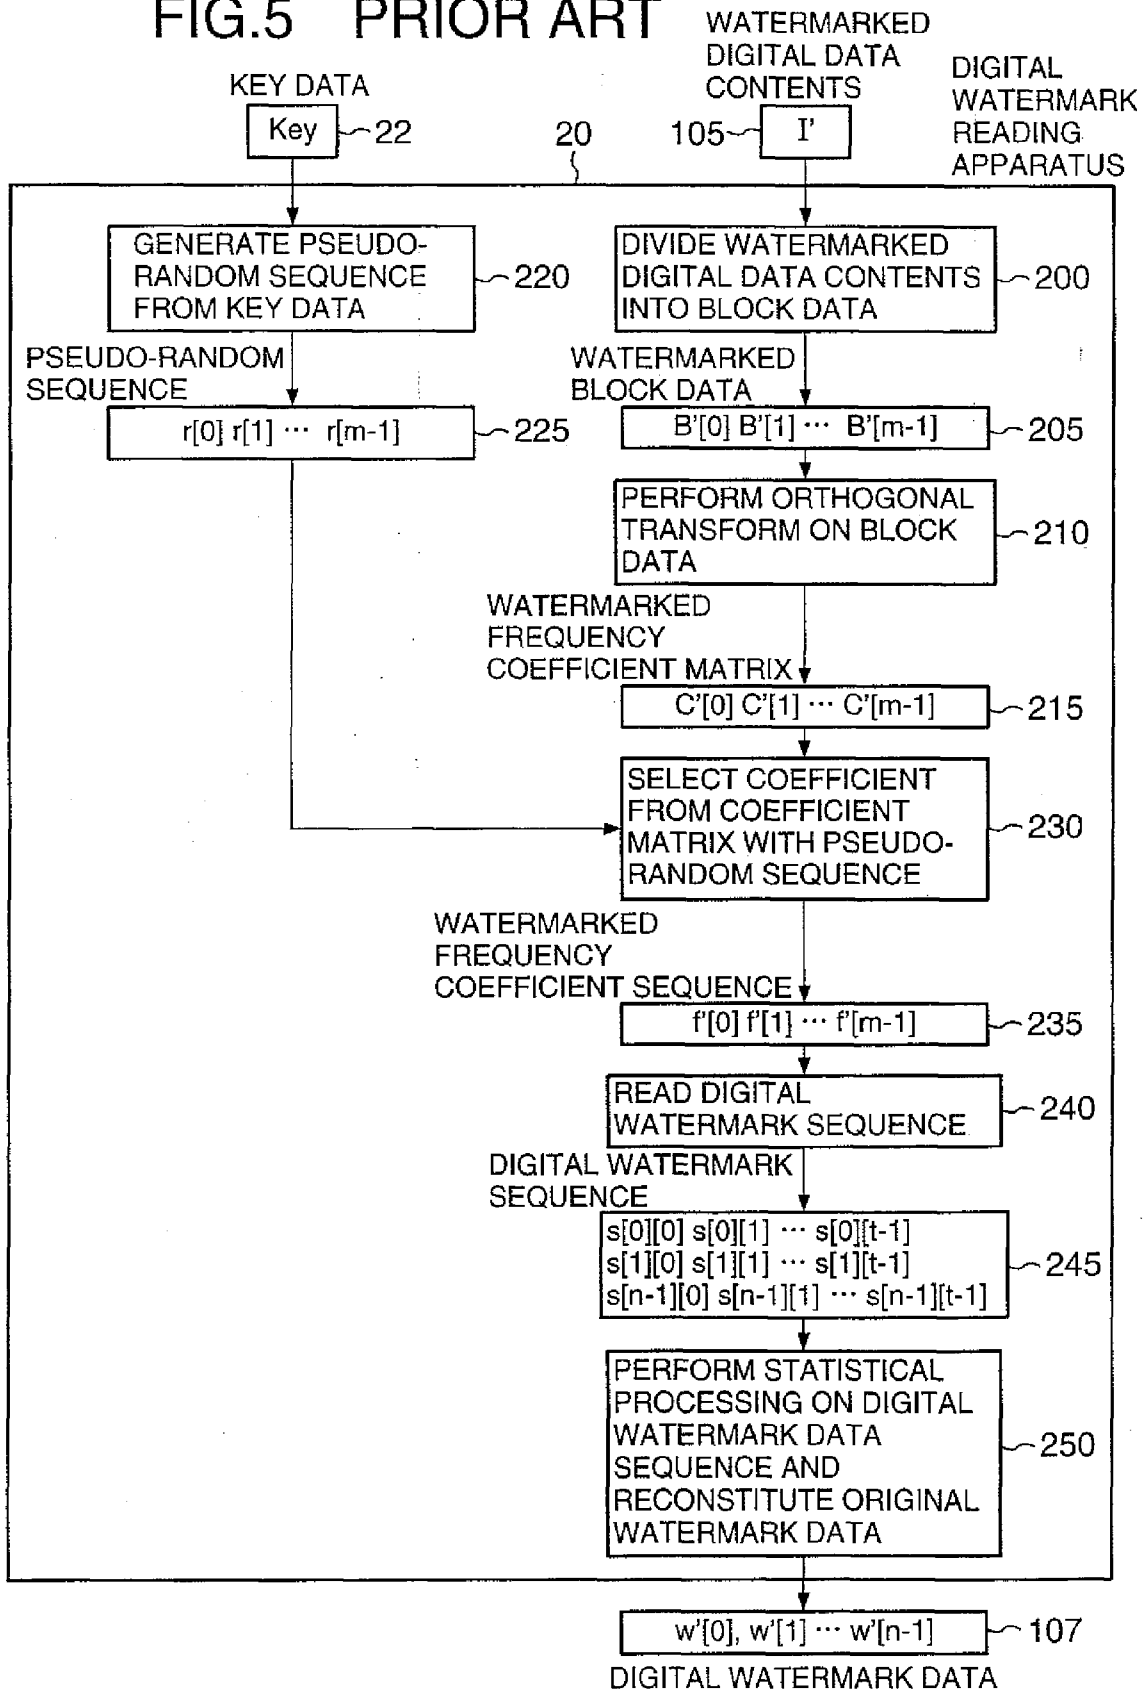 FIG.5 PRIOR ART
WATERMARKED
DIGITAL DATA
CONTENTS
KEY DATA
DIGITAL
WATERMARK
READING
APPARATUS
Key
22
105
I'
20
GENERATE PSEUDO-
RANDOM SEQUENCE
FROM KEY DATA
220
DIVIDE WATERMARKED
DIGITAL DATA CONTENTS
INTO BLOCK DATA
200
PSEUDO-RANDOM
SEQUENCE
WATERMARKED
BLOCK DATA
r[0] r[1] ··· r[m-1]
225
B'[0] B'[1] ··· B'[m-1]
205
PERFORM ORTHOGONAL
TRANSFORM ON BLOCK
DATA
210
WATERMARKED
FREQUENCY
COEFFICIENT MATRIX
C'[0] C'[1] ··· C'[m-1]
215
SELECT COEFFICIENT
FROM COEFFICIENT
MATRIX WITH PSEUDO-
RANDOM SEQUENCE
230
WATERMARKED
FREQUENCY
COEFFICIENT SEQUENCE
f'[0] f'[1] ··· f'[m-1]
235
READ DIGITAL
WATERMARK SEQUENCE
240
DIGITAL WATERMARK
SEQUENCE
s[0][0] s[0][1] ··· s[0][t-1]
s[1][0] s[1][1] ··· s[1][t-1]
s[n-1][0] s[n-1][1] ··· s[n-1][t-1]
245
PERFORM STATISTICAL
PROCESSING ON DIGITAL
WATERMARK DATA
SEQUENCE AND
RECONSTITUTE ORIGINAL
WATERMARK DATA
250
w'[0], w'[1] ··· w'[n-1]
107
DIGITAL WATERMARK DATA